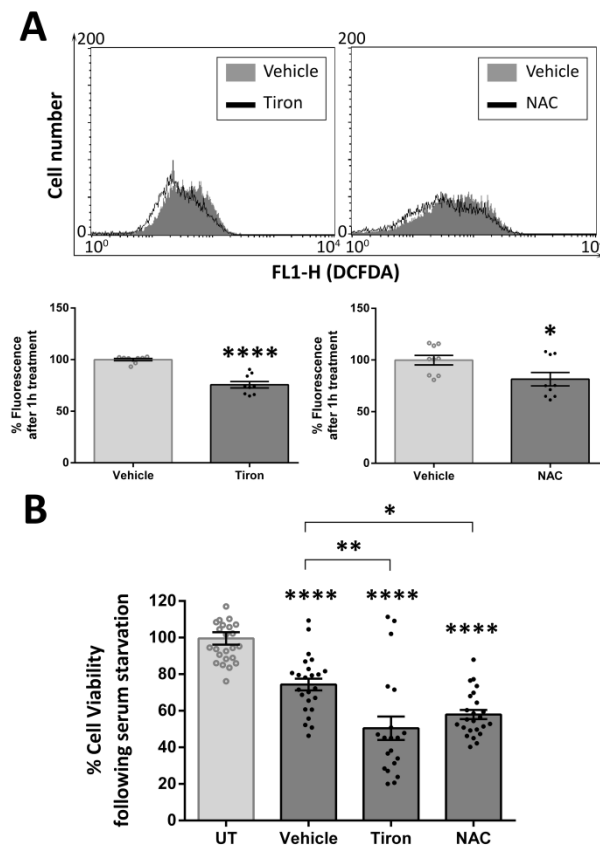 A
200
Vehicle
Tiron
Cell number
0
10⁰
10⁴
200
Vehicle
NAC
0
10⁰
10
FL1-H (DCFDA)
% Fluorescence
after 1h treatment
150
100
50
0
****
Vehicle
Tiron
% Fluorescence
after 1h treatment
150
100
50
0
*
Vehicle
NAC
B
% Cell Viability
following serum starvation
120
100
80
60
40
20
0
*
**
****
****
****
UT
Vehicle
Tiron
NAC